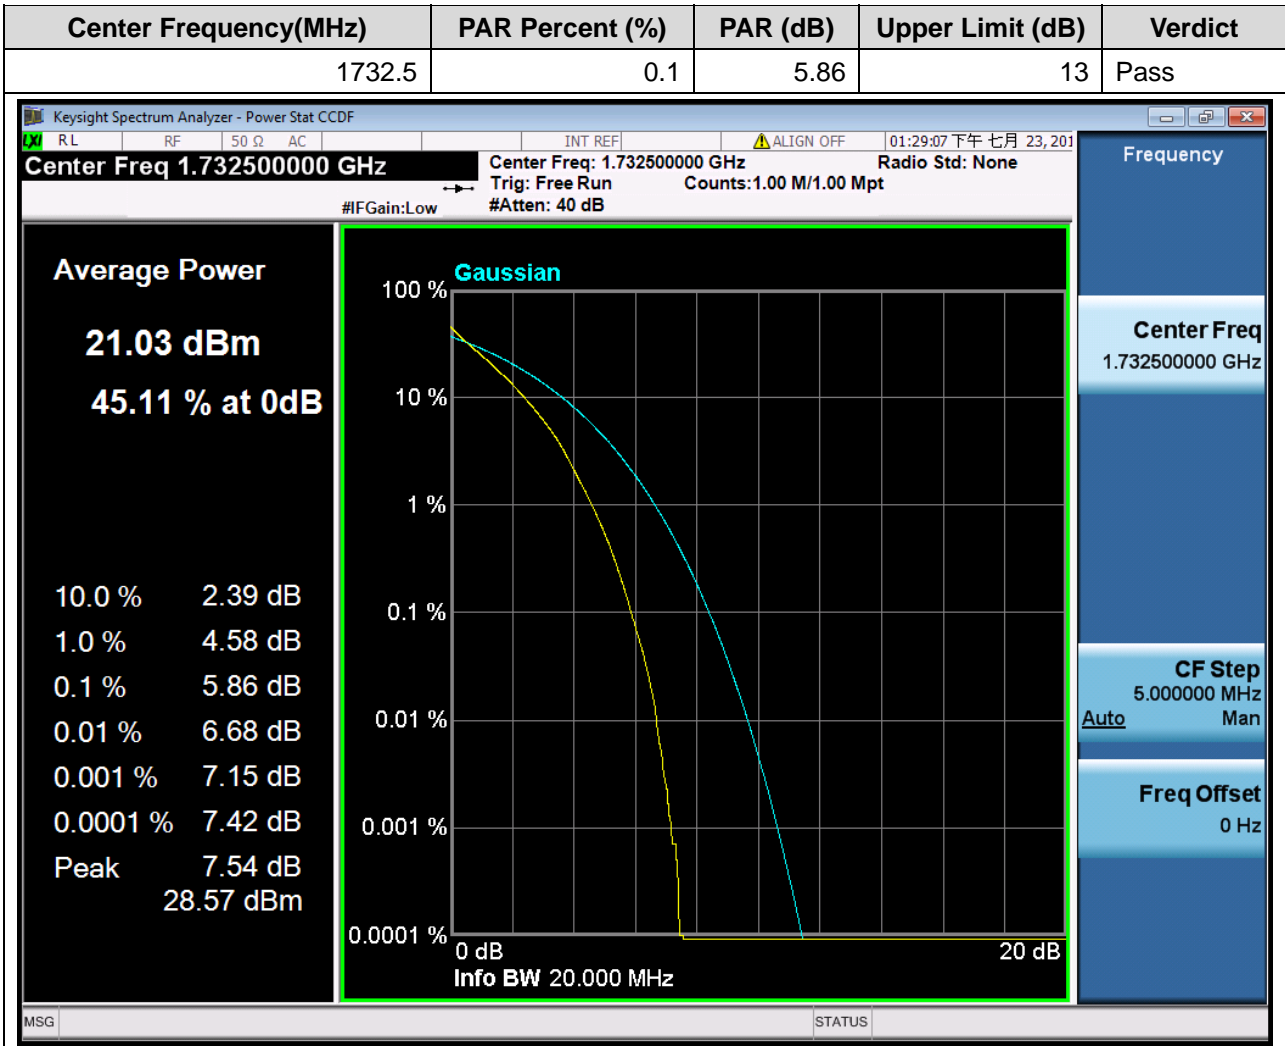 Center Frequency(MHz) PAR Percent (%) PAR (dB) Upper Limit (dB) Verdict
1732.5 0.1 5.86 13 Pass
Keysight Spectrum Analyzer - Power Stat CCDF
LXI RL RF 50 Ω AC INT REF ALIGN OFF 01:29:07 下午 七月 23, 201
Center Freq 1.732500000 GHz
Center Freq: 1.732500000 GHz Radio Std: None
Trig: Free Run Counts:1.00 M/1.00 Mpt
#IFGain:Low #Atten: 40 dB
Average Power
21.03 dBm
45.11 % at 0dB
10.0 % 2.39 dB
1.0 % 4.58 dB
0.1 % 5.86 dB
0.01 % 6.68 dB
0.001 % 7.15 dB
0.0001 % 7.42 dB
Peak 7.54 dB
28.57 dBm
Gaussian
100 %
10 %
1 %
0.1 %
0.01 %
0.001 %
0.0001 %
0 dB 20 dB
Info BW 20.000 MHz
Frequency
Center Freq
1.732500000 GHz
CF Step
5.000000 MHz
Auto Man
Freq Offset
0 Hz
MSG STATUS